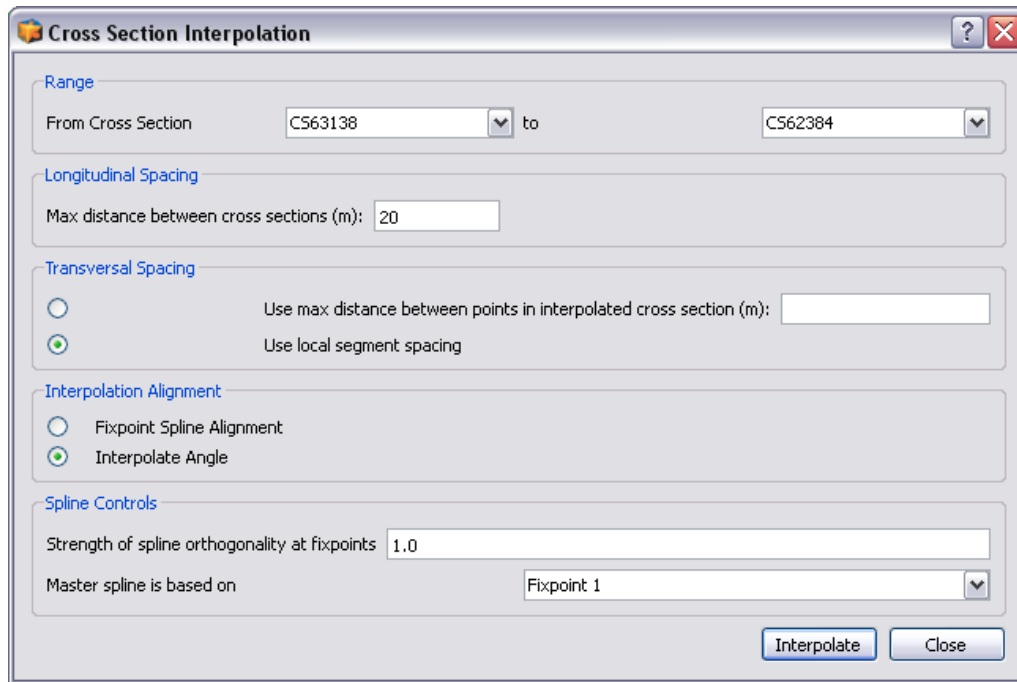 Cross Section Interpolation
?
Range
From Cross Section CS63138 to CS62384
Longitudinal Spacing
Max distance between cross sections (m): 20
Transversal Spacing
Use max distance between points in interpolated cross section (m):
Use local segment spacing
Interpolation Alignment
Fixpoint Spline Alignment
Interpolate Angle
Spline Controls
Strength of spline orthogonality at fixpoints 1.0
Master spline is based on Fixpoint 1
Interpolate Close